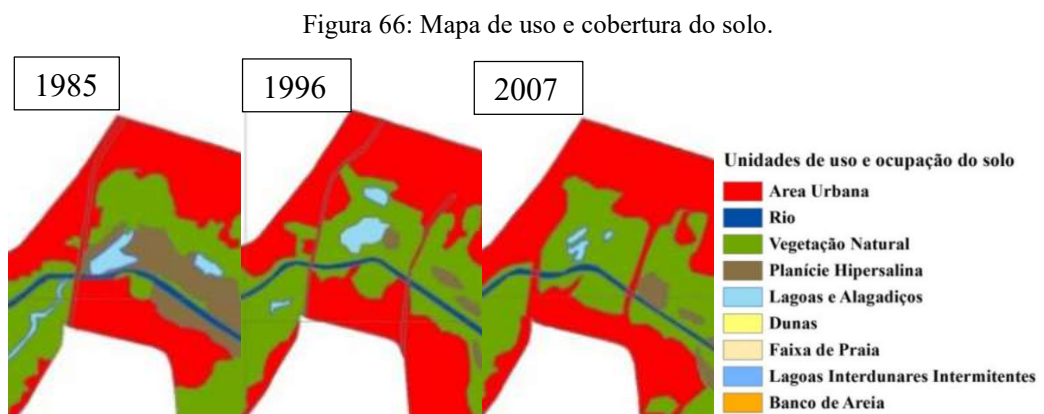 Figura 66: Mapa de uso e cobertura do solo.
1985
1996
2007
Unidades de uso e ocupação do solo
Area Urbana
Rio
Vegetação Natural
Planície Hipersalina
Lagoas e Alagadiços
Dunas
Faixa de Praia
Lagoas Interdunares Intermitentes
Banco de Areia